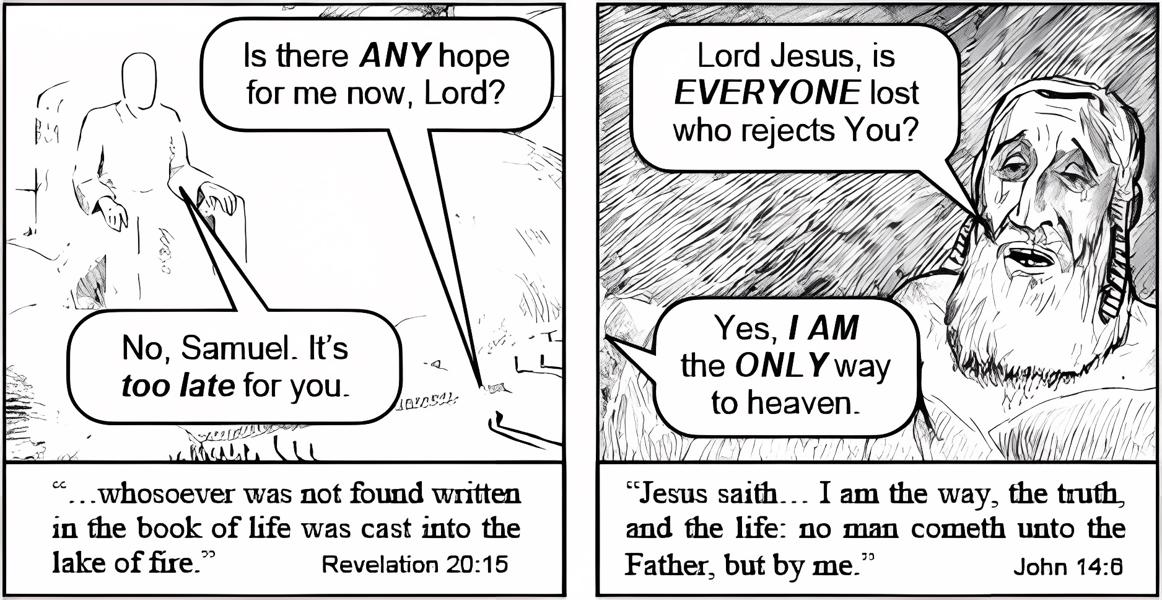 Is there ANY hope
for me now, Lord?
No, Samuel. It's
too late for you.
"...whosoever was not found written
in the book of life was cast into the
lake of fire." Revelation 20:15
Lord Jesus, is
EVERYONE lost
who rejects You?
Yes, I AM
the ONLY way
to heaven.
"Jesus saith... I am the way, the truth,
and the life: no man cometh unto the
Father, but by me." John 14:6